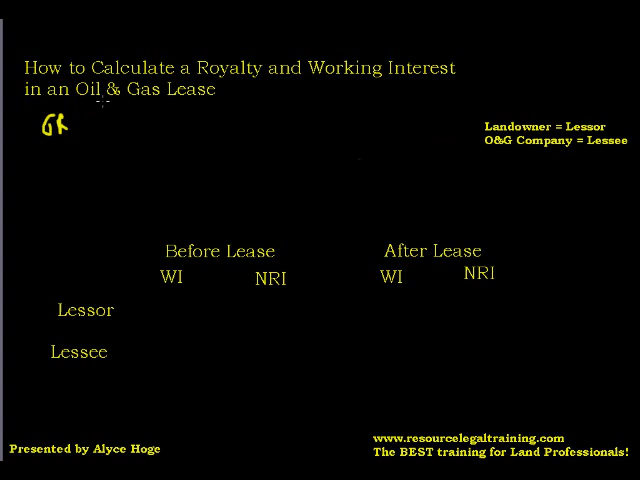 How to Calculate a Royalty and Working Interest
in an Oil & Gas Lease
GR
Landowner = Lessor
O&G Company = Lessee
Before Lease After Lease
WI NRI WI NRI
Lessor
Lessee
Presented by Alyce Hoge
www.resourcelegaltraining.com
The BEST training for Land Professionals!